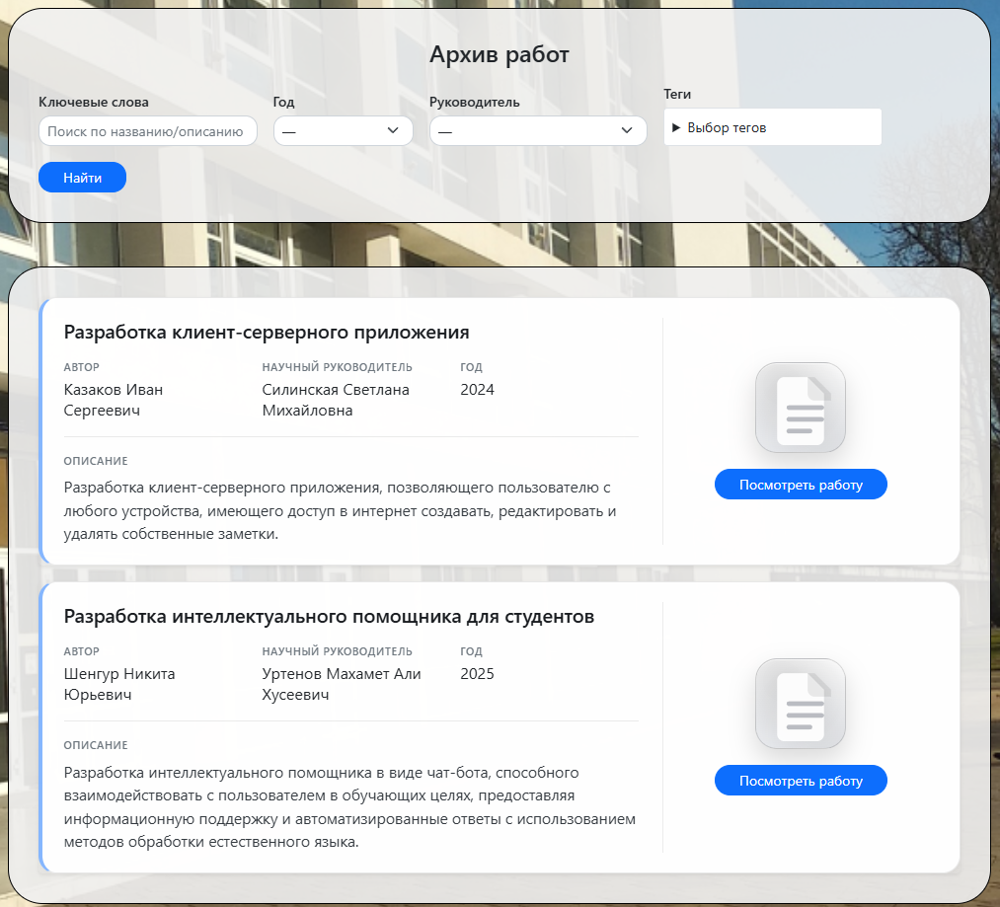 Архив работ
Ключевые слова
Год
Руководитель
Теги
Поиск по названию/описанию
—
—
▶ Выбор тегов
Найти
Разработка клиент-серверного приложения
АВТОР
НАУЧНЫЙ РУКОВОДИТЕЛЬ
ГОД
Казаков Иван
Сергеевич
Силинская Светлана
Михайловна
2024
ОПИСАНИЕ
Разработка клиент-серверного приложения, позволяющего пользователю с
любого устройства, имеющего доступ в интернет создавать, редактировать и
удалять собственные заметки.
Посмотреть работу
Разработка интеллектуального помощника для студентов
АВТОР
НАУЧНЫЙ РУКОВОДИТЕЛЬ
ГОД
Шенгур Никита
Юрьевич
Уртенов Махамет Али
Хусеевич
2025
ОПИСАНИЕ
Разработка интеллектуального помощника в виде чат-бота, способного
взаимодействовать с пользователем в обучающих целях, предоставляя
информационную поддержку и автоматизированные ответы с использованием
методов обработки естественного языка.
Посмотреть работу